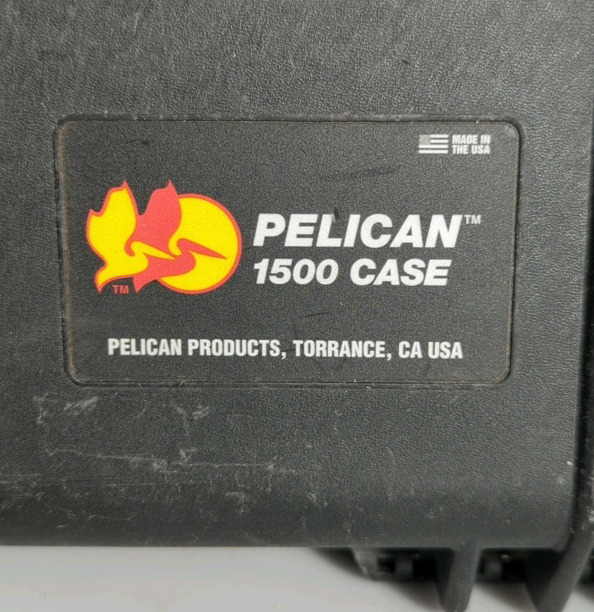 MADE IN
THE USA
PELICAN™
1500 CASE
TM
PELICAN PRODUCTS, TORRANCE, CA USA